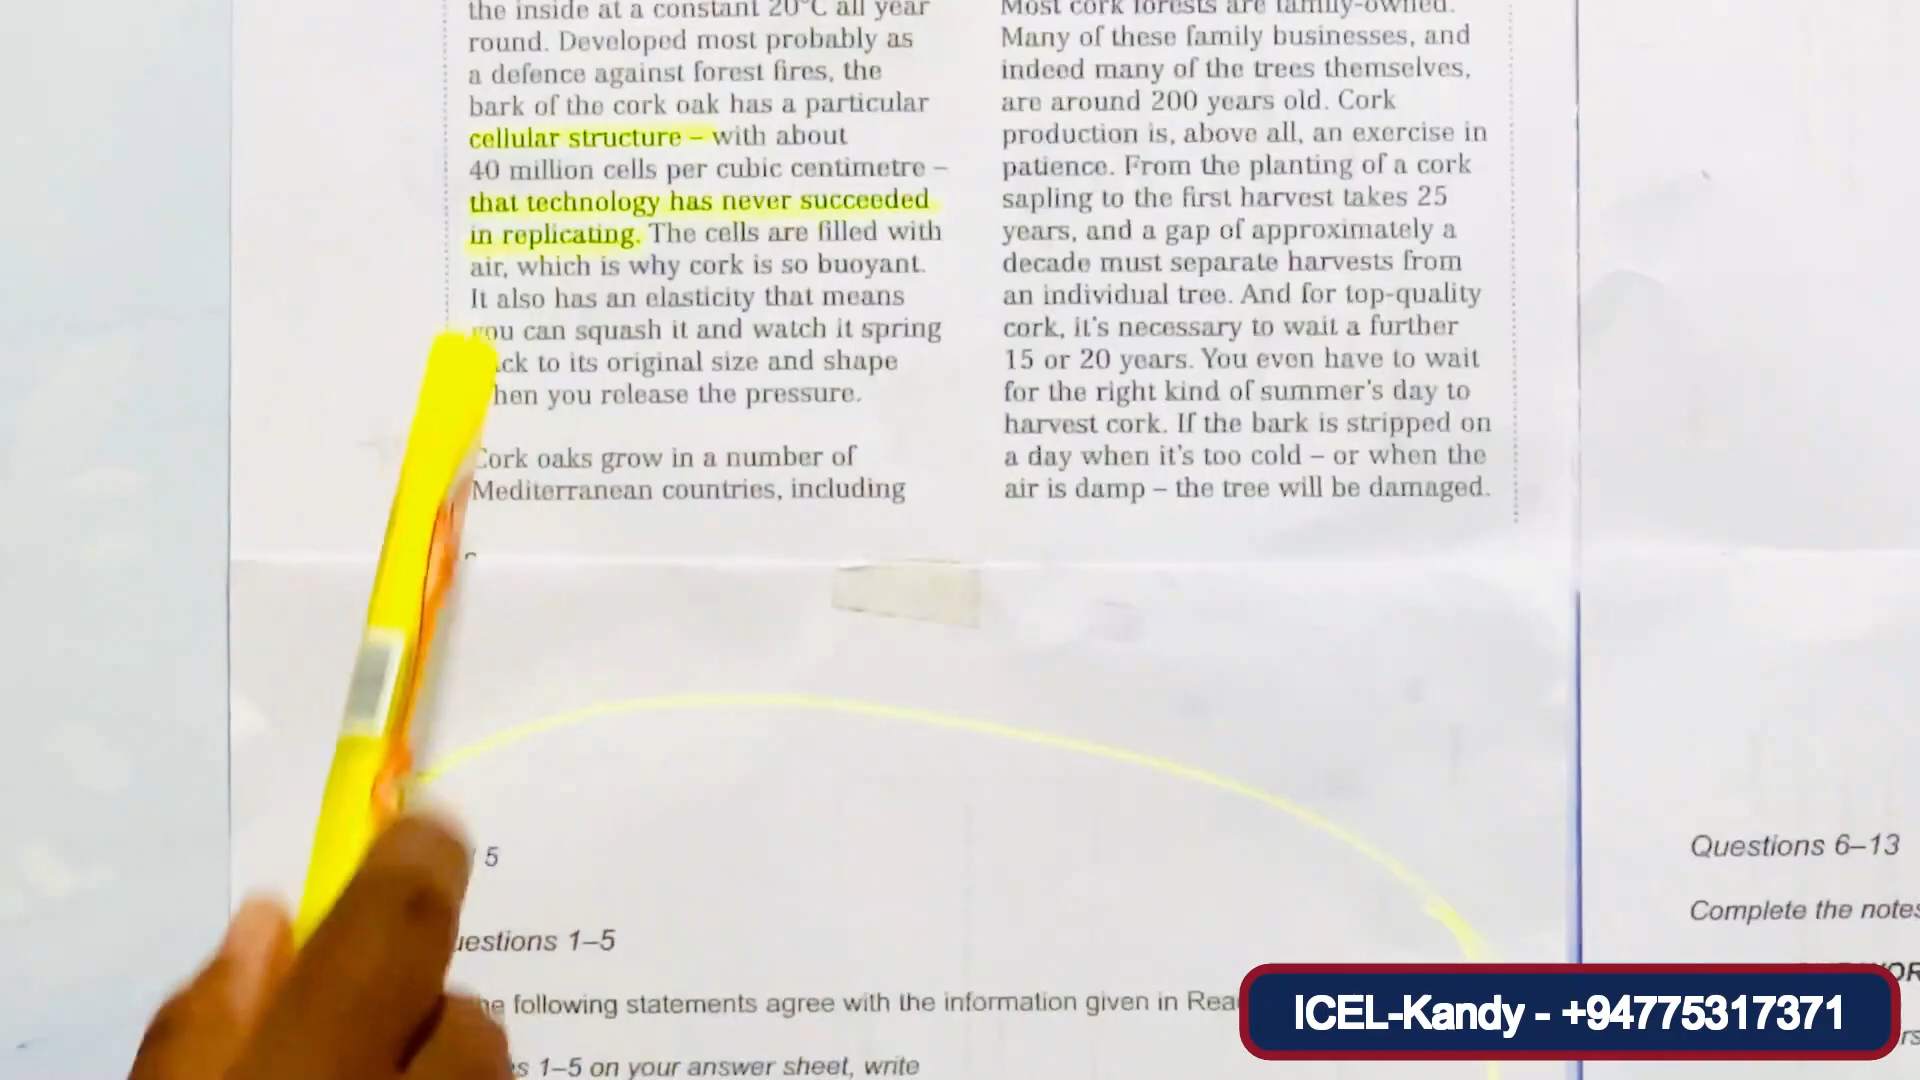 the inside at a constant 20°C all year
round. Developed most probably as
a defence against forest fires, the
bark of the cork oak has a particular
cellular structure – with about
40 million cells per cubic centimetre –
that technology has never succeeded
in replicating. The cells are filled with
air, which is why cork is so buoyant.
It also has an elasticity that means
you can squash it and watch it spring
ck to its original size and shape
hen you release the pressure.
Cork oaks grow in a number of
Mediterranean countries, including
Most cork forests are family-owned.
Many of these family businesses, and
indeed many of the trees themselves,
are around 200 years old. Cork
production is, above all, an exercise in
patience. From the planting of a cork
sapling to the first harvest takes 25
years, and a gap of approximately a
decade must separate harvests from
an individual tree. And for top-quality
cork, it's necessary to wait a further
15 or 20 years. You even have to wait
for the right kind of summer's day to
harvest cork. If the bark is stripped on
a day when it's too cold – or when the
air is damp – the tree will be damaged.
5
uestions 1–5
he following statements agree with the information given in Rea
s 1–5 on your answer sheet, write
Questions 6–13
Complete the notes
ICEL-Kandy - +94775317371